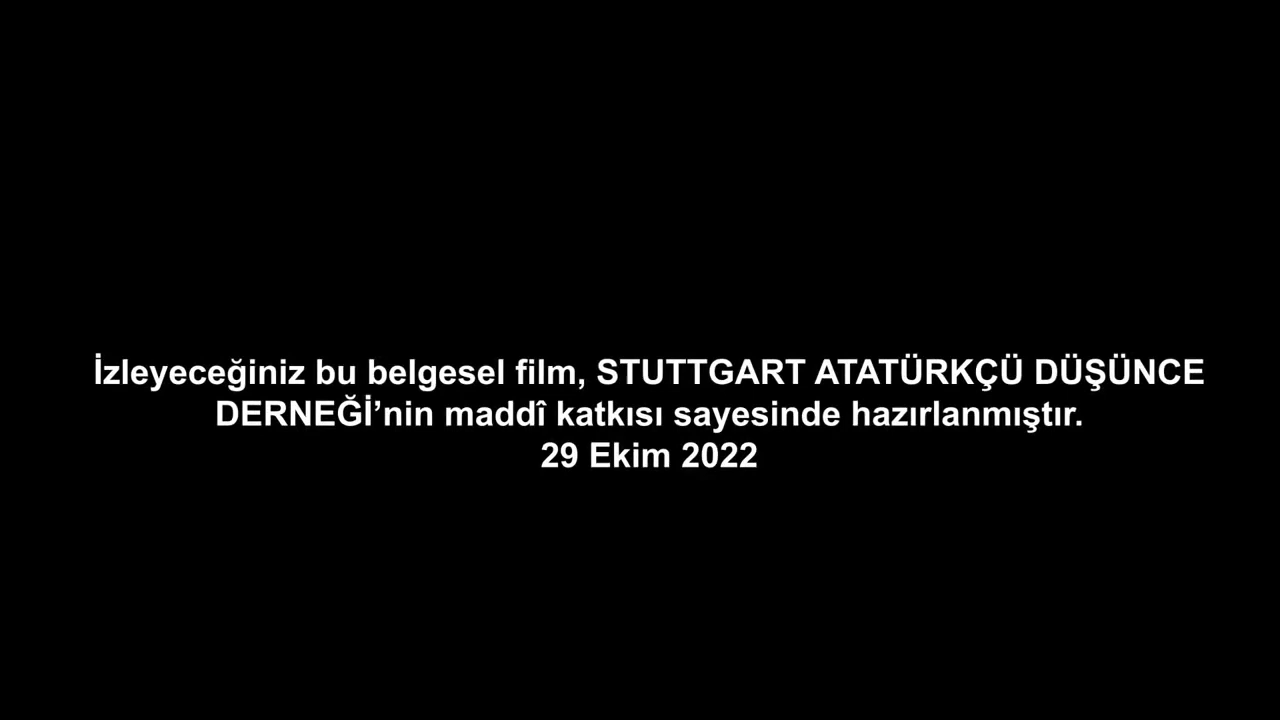 İzleyeceğiniz bu belgesel film, STUTTGART ATATÜRKÇÜ DÜŞÜNCE
DERNEĞİ’nin maddî katkısı sayesinde hazırlanmıştır.
29 Ekim 2022